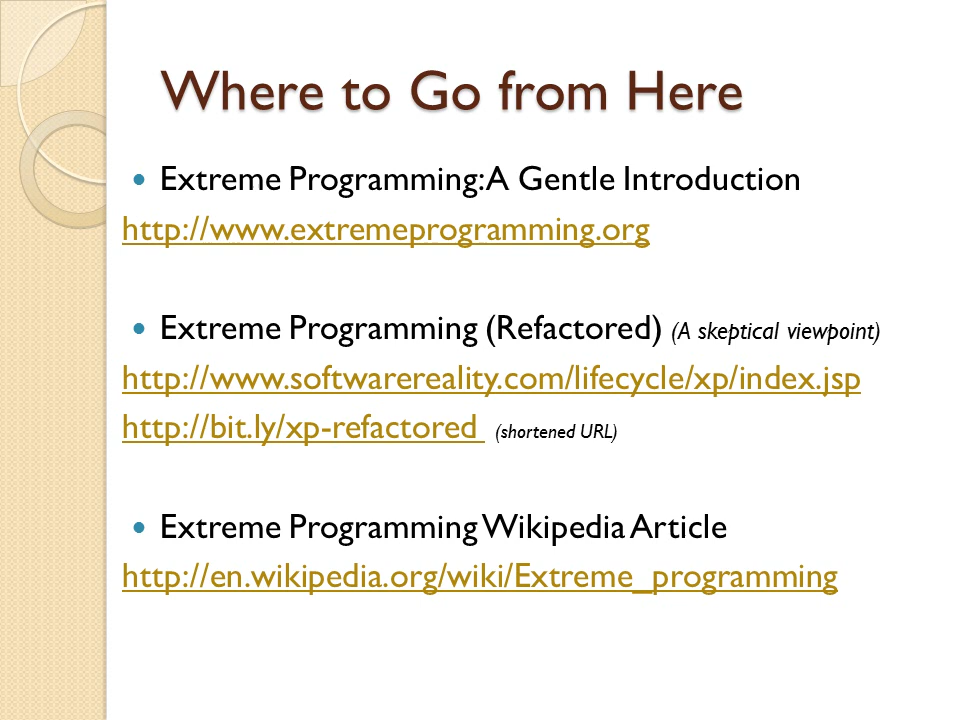 Where to Go from Here
Extreme Programming: A Gentle Introduction
http://www.extremeprogramming.org
Extreme Programming (Refactored) (A skeptical viewpoint)
http://www.softwarereality.com/lifecycle/xp/index.jsp
http://bit.ly/xp-refactored (shortened URL)
Extreme Programming Wikipedia Article
http://en.wikipedia.org/wiki/Extreme_programming